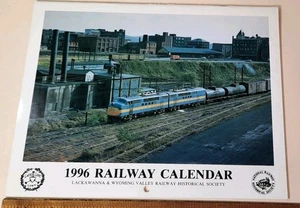 1996 RAILWAY CALENDAR
LACKAWANNA & WYOMING VALLEY RAILWAY HISTORICAL SOCIETY